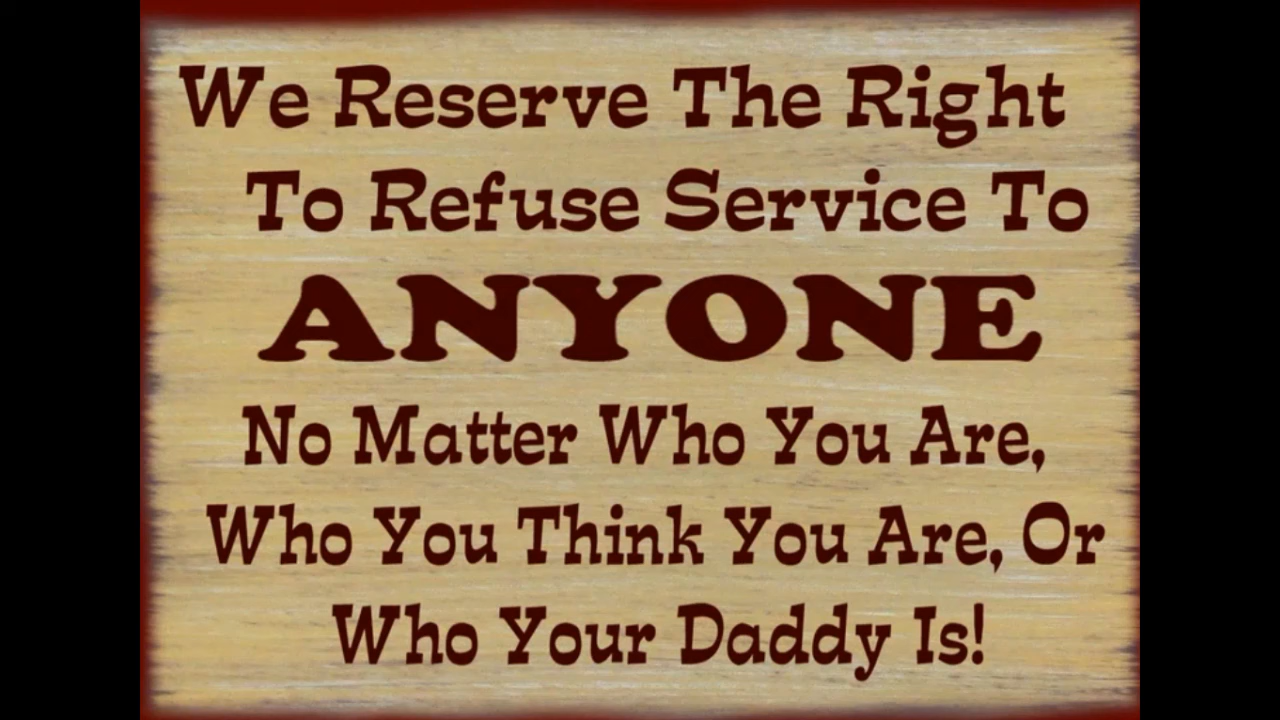 We Reserve The Right
To Refuse Service To
ANYONE
No Matter Who You Are,
Who You Think You Are, Or
Who Your Daddy Is!